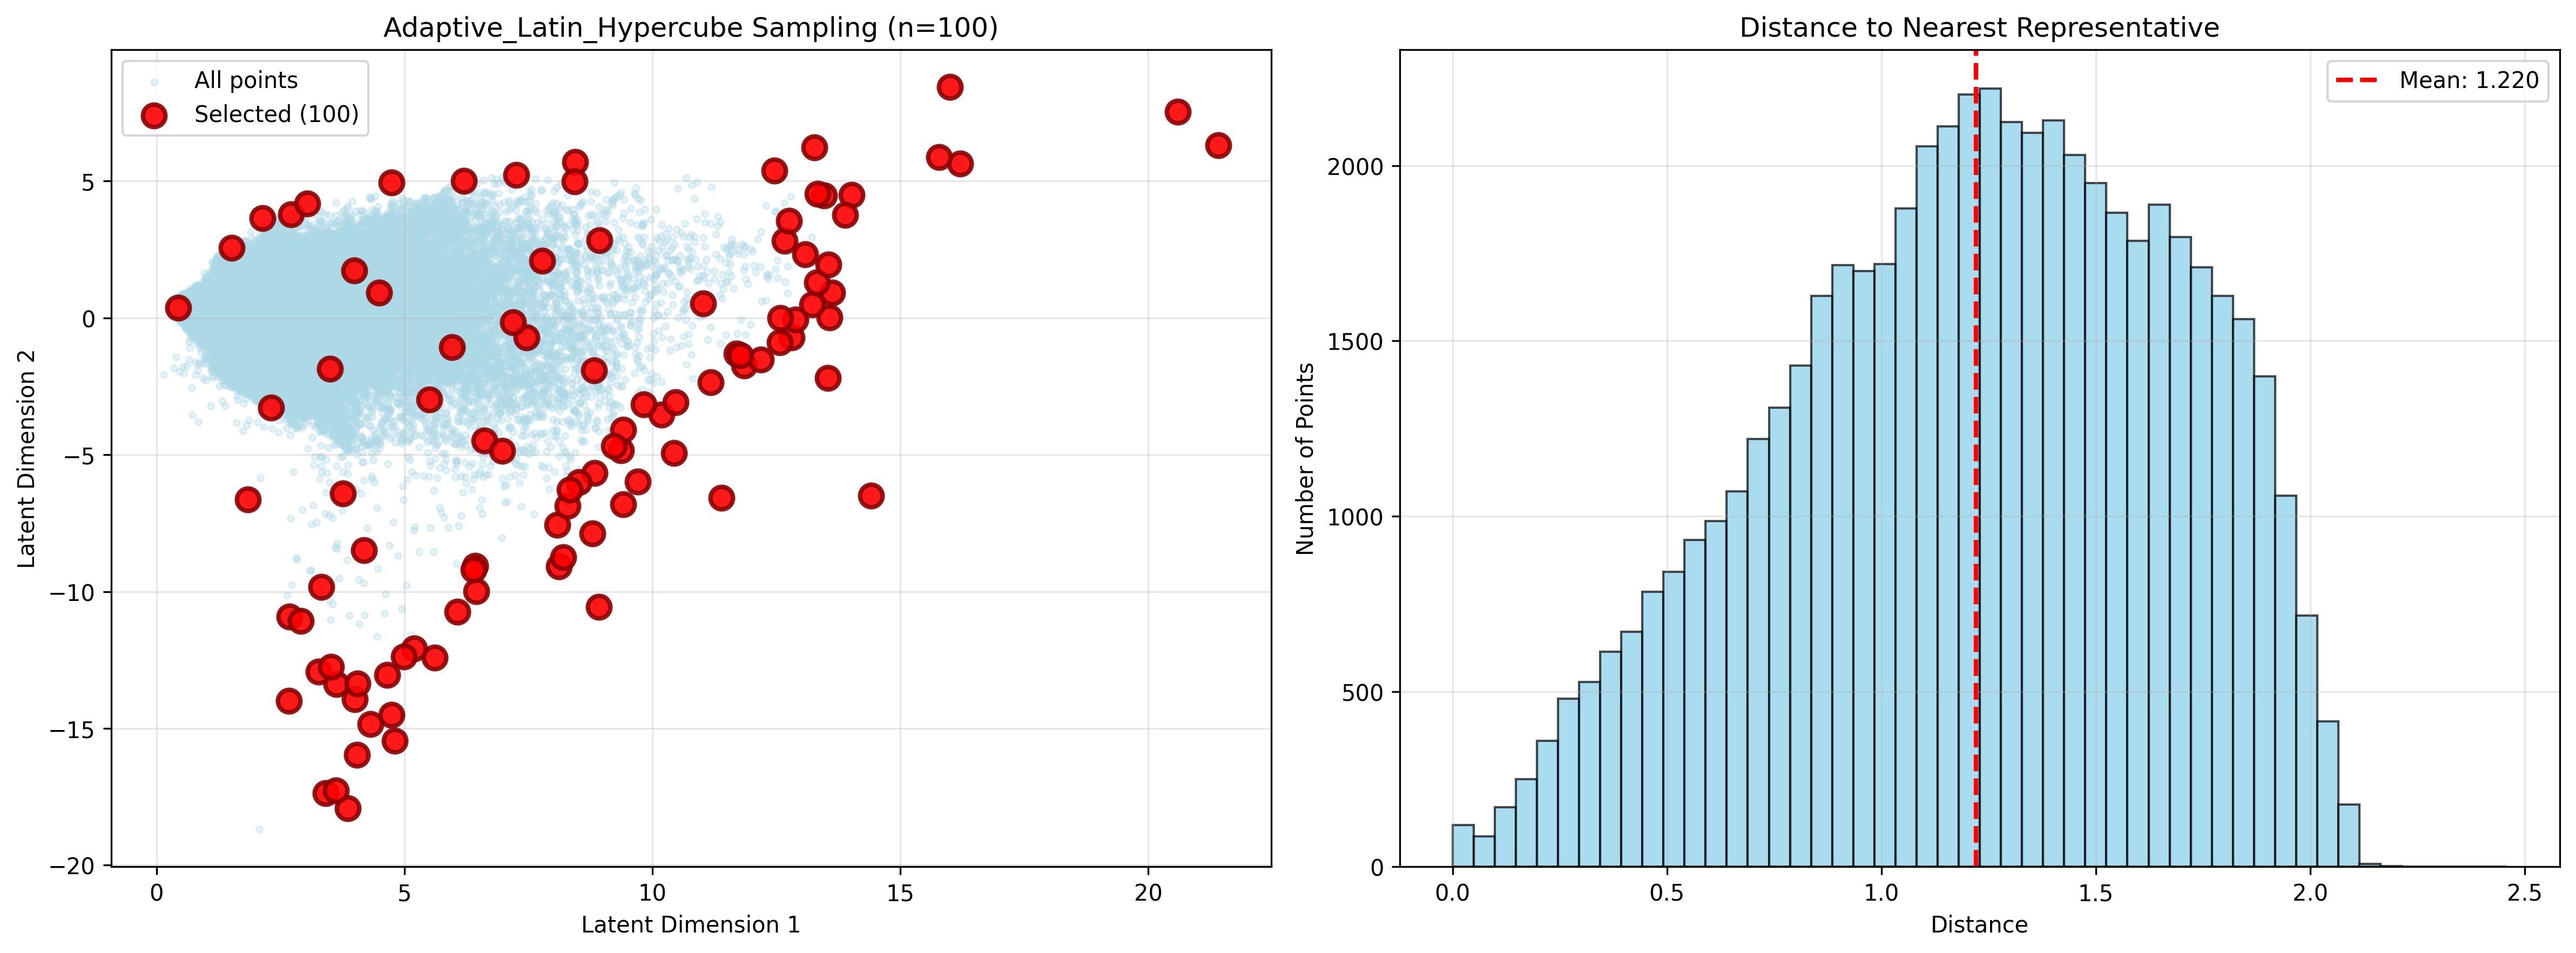 Adaptive_Latin_Hypercube Sampling (n=100)
All points
Selected (100)
5
0
−5
−10
−15
−20
Latent Dimension 2
0
5
10
15
20
Latent Dimension 1
Distance to Nearest Representative
Mean: 1.220
2000
1500
1000
500
0
Number of Points
0.0
0.5
1.0
1.5
2.0
2.5
Distance